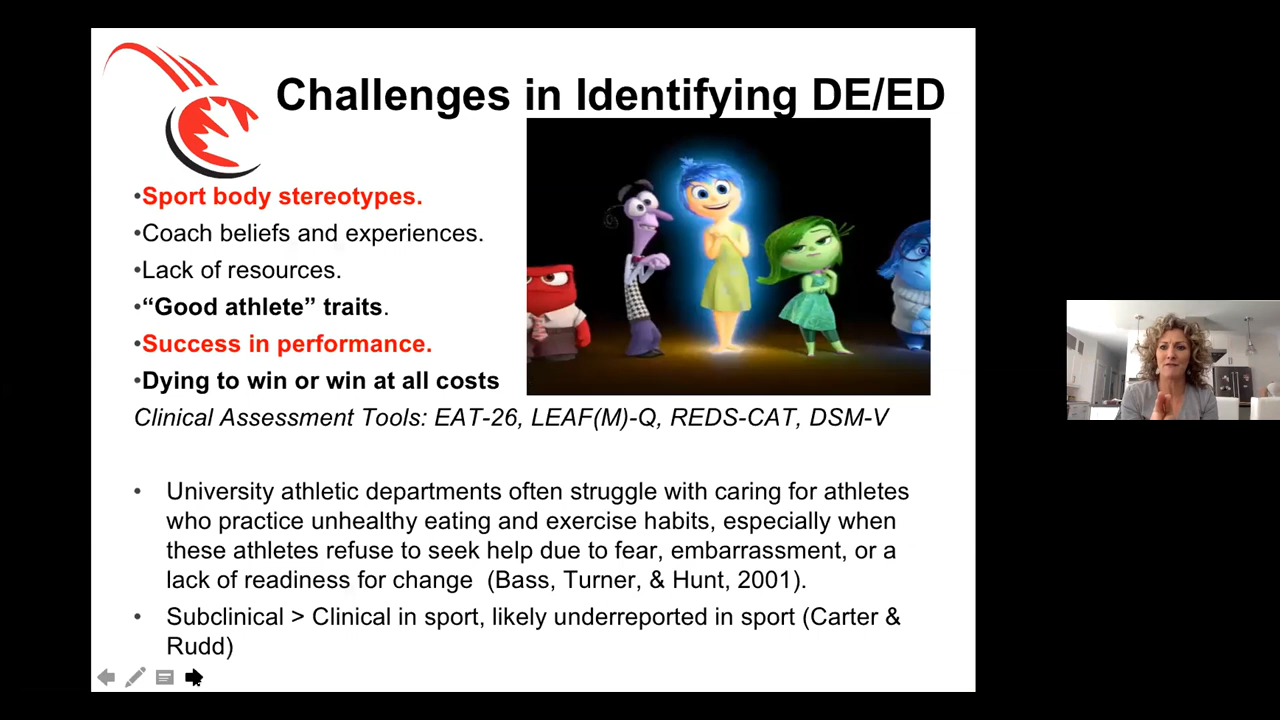 Challenges in Identifying DE/ED
•Sport body stereotypes.
•Coach beliefs and experiences.
•Lack of resources.
•“Good athlete” traits.
•Success in performance.
•Dying to win or win at all costs
Clinical Assessment Tools: EAT-26, LEAF(M)-Q, REDS-CAT, DSM-V
• University athletic departments often struggle with caring for athletes
who practice unhealthy eating and exercise habits, especially when
these athletes refuse to seek help due to fear, embarrassment, or a
lack of readiness for change (Bass, Turner, & Hunt, 2001).
• Subclinical > Clinical in sport, likely underreported in sport (Carter &
Rudd)